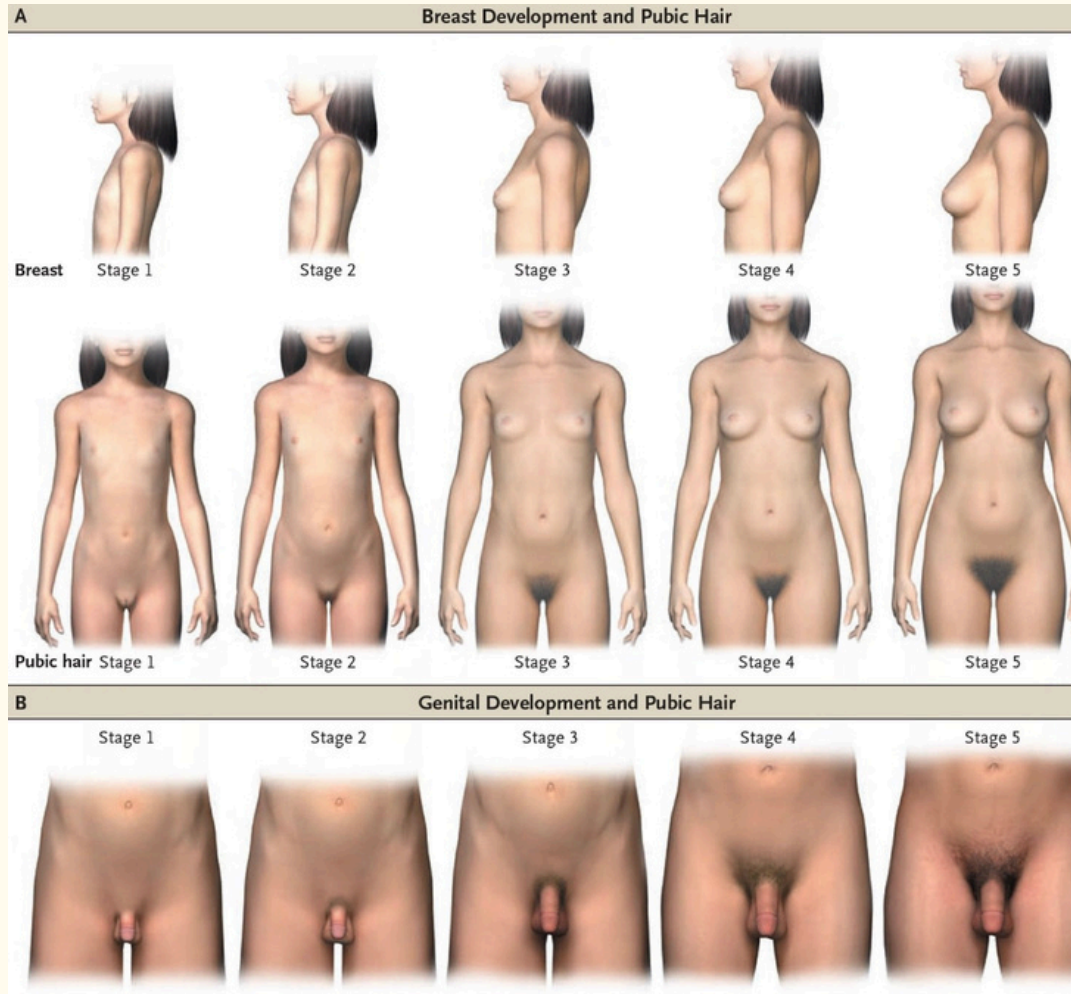 A Breast Development and Pubic Hair
Breast Stage 1 Stage 2 Stage 3 Stage 4 Stage 5
Pubic hair Stage 1 Stage 2 Stage 3 Stage 4 Stage 5
B Genital Development and Pubic Hair
Stage 1 Stage 2 Stage 3 Stage 4 Stage 5